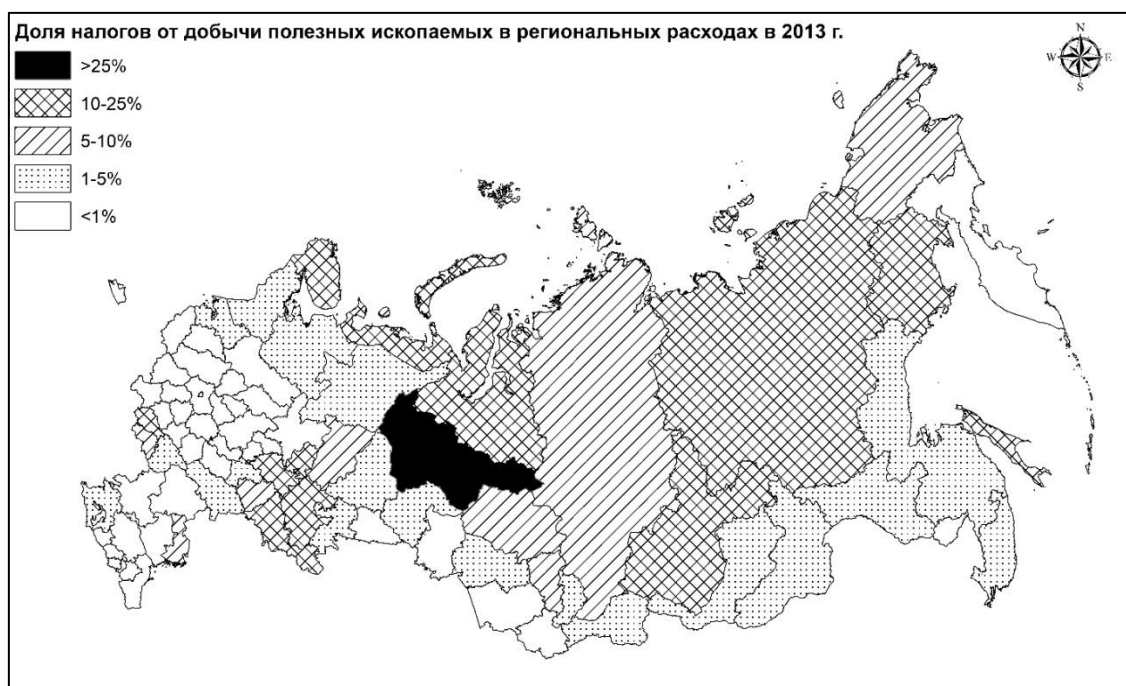 Доля налогов от добычи полезных ископаемых в региональных расходах в 2013 г.
>25%
10-25%
5-10%
1-5%
<1%
N
W E
S